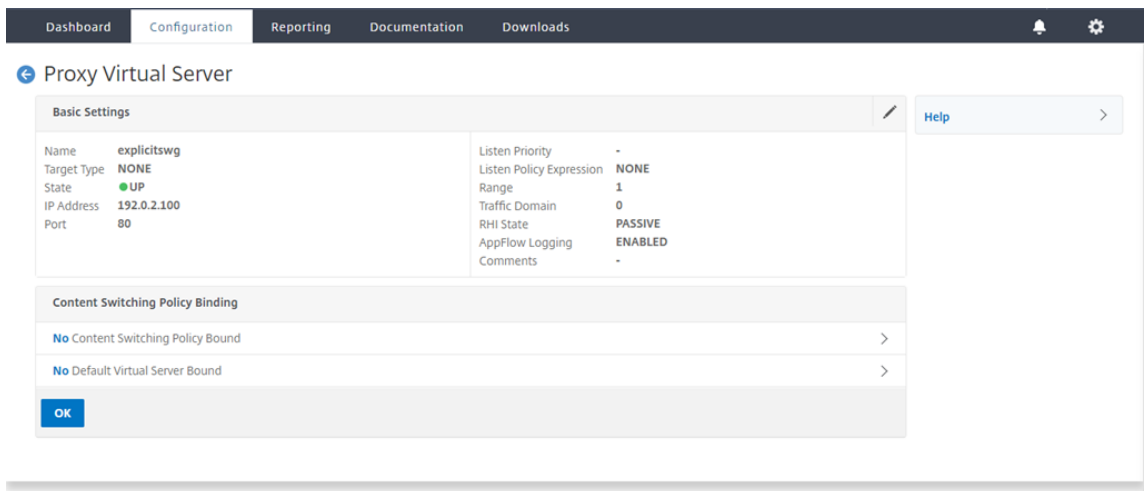 Dashboard Configuration Reporting Documentation Downloads
Proxy Virtual Server
Basic Settings
Help
Name explicitswg
Target Type NONE
State UP
IP Address 192.0.2.100
Port 80
Listen Priority -
Listen Policy Expression NONE
Range 1
Traffic Domain 0
RHI State PASSIVE
AppFlow Logging ENABLED
Comments -
Content Switching Policy Binding
No Content Switching Policy Bound
No Default Virtual Server Bound
OK